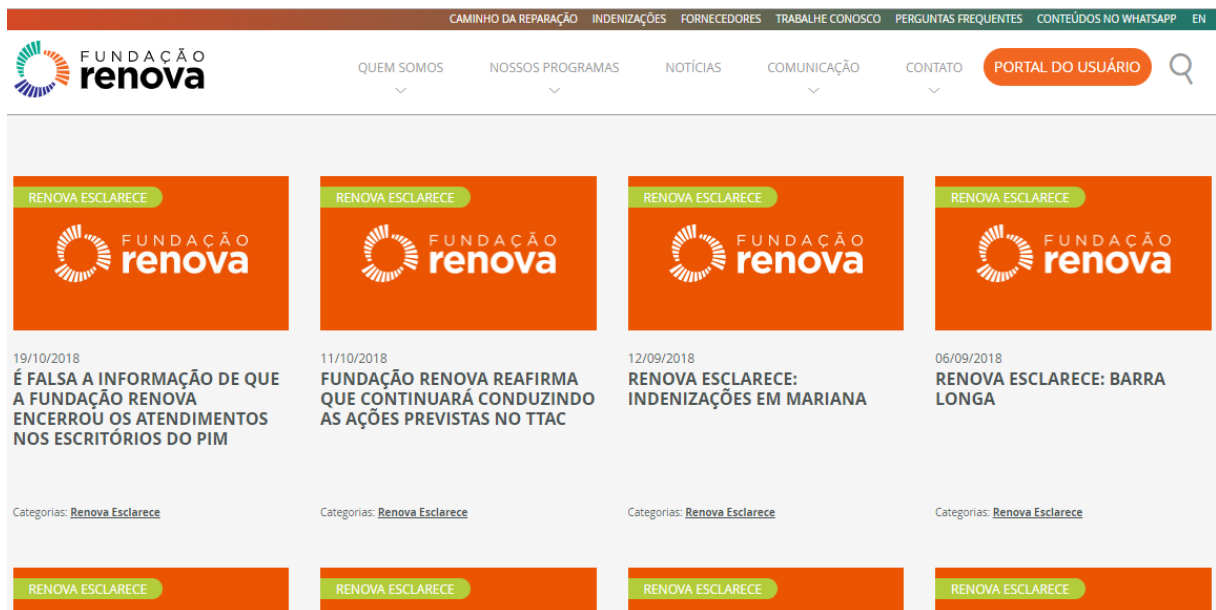 CAMINHO DA REPARAÇÃO INDENIZAÇÕES FORNECEDORES TRABALHE CONOSCO PERGUNTAS FREQUENTES CONTEÚDOS NO WHATSAPP EN
FUNDAÇÃO
renova
QUEM SOMOS NOSSOS PROGRAMAS NOTÍCIAS COMUNICAÇÃO CONTATO PORTAL DO USUÁRIO
RENOVA ESCLARECE
FUNDAÇÃO
renova
19/10/2018
É FALSA A INFORMAÇÃO DE QUE
A FUNDAÇÃO RENOVA
ENCERROU OS ATENDIMENTOS
NOS ESCRITÓRIOS DO PIM
Categorias: Renova Esclarece
RENOVA ESCLARECE
FUNDAÇÃO
renova
11/10/2018
FUNDAÇÃO RENOVA REAFIRMA
QUE CONTINUARÁ CONDUZINDO
AS AÇÕES PREVISTAS NO TTAC
Categorias: Renova Esclarece
RENOVA ESCLARECE
FUNDAÇÃO
renova
12/09/2018
RENOVA ESCLARECE:
INDENIZAÇÕES EM MARIANA
Categorias: Renova Esclarece
RENOVA ESCLARECE
FUNDAÇÃO
renova
06/09/2018
RENOVA ESCLARECE: BARRA
LONGA
Categorias: Renova Esclarece
RENOVA ESCLARECE
RENOVA ESCLARECE
RENOVA ESCLARECE
RENOVA ESCLARECE